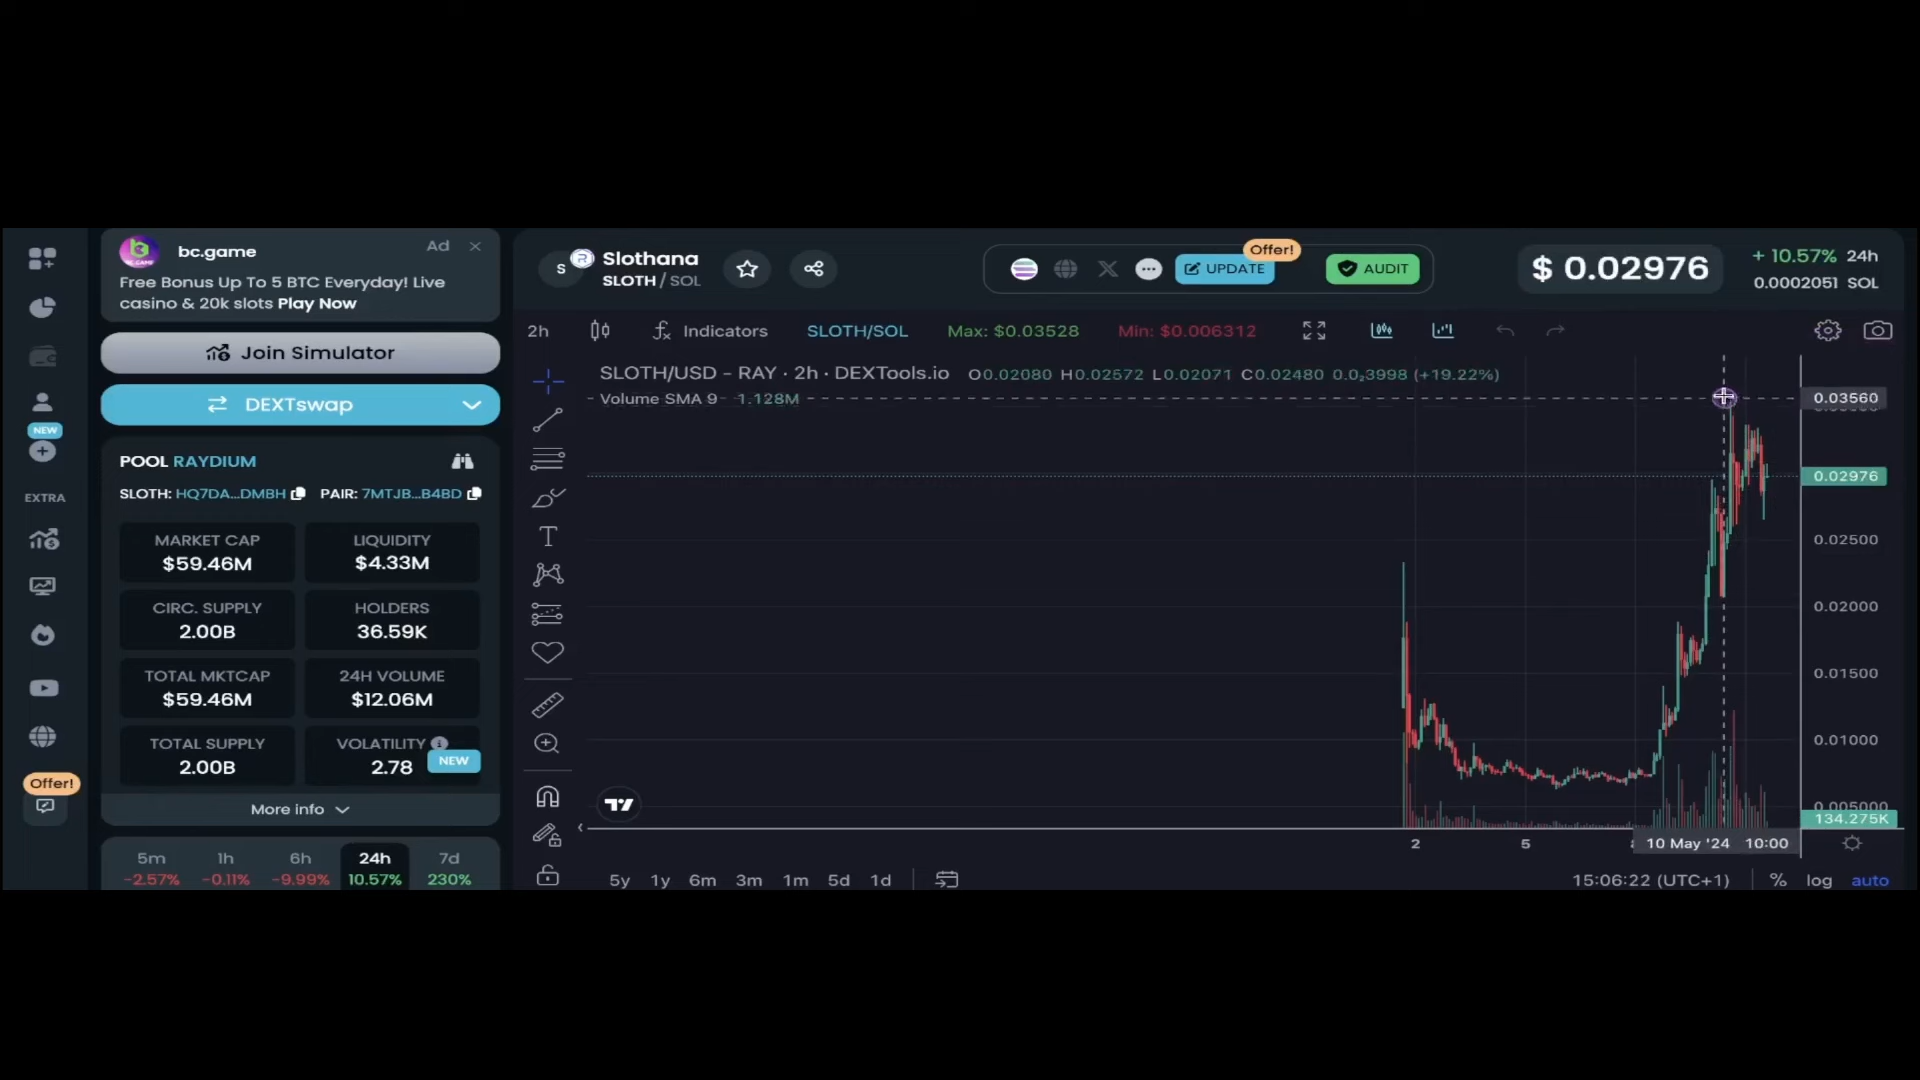 bc.game
Ad
Free Bonus Up To 5 BTC Everyday! Live
casino & 20k slots Play Now
Join Simulator
DEXTswap
NEW
EXTRA
Offer!
POOL RAYDIUM
SLOTH: HQ7DA...DMBH PAIR: 7MTJB...B4BD
MARKET CAP
$59.46M
LIQUIDITY
$4.33M
CIRC. SUPPLY
2.00B
HOLDERS
36.59K
TOTAL MKTCAP
$59.46M
24H VOLUME
$12.06M
TOTAL SUPPLY
2.00B
VOLATILITY
2.78
NEW
More info
5m 1h 6h 24h 7d
-2.57% -0.11% -9.99% 10.57% 230%
S
R
Slothana
SLOTH / SOL
UPDATE
Offer!
AUDIT
$ 0.02976
+ 10.57% 24h
0.0002051 SOL
2h Indicators SLOTH/SOL Max: $0.03528 Min: $0.006312
SLOTH/USD - RAY · 2h · DEXTools.io O0.02080 H0.02572 L0.02071 C0.02480 0.0₂3998 (+19.22%)
Volume SMA 9 1.128M
0.03560
0.02976
0.02500
0.02000
0.01500
0.01000
0.005000
134.275K
2 5 10 May '24 10:00
5y 1y 6m 3m 1m 5d 1d
15:06:22 (UTC+1) % log auto